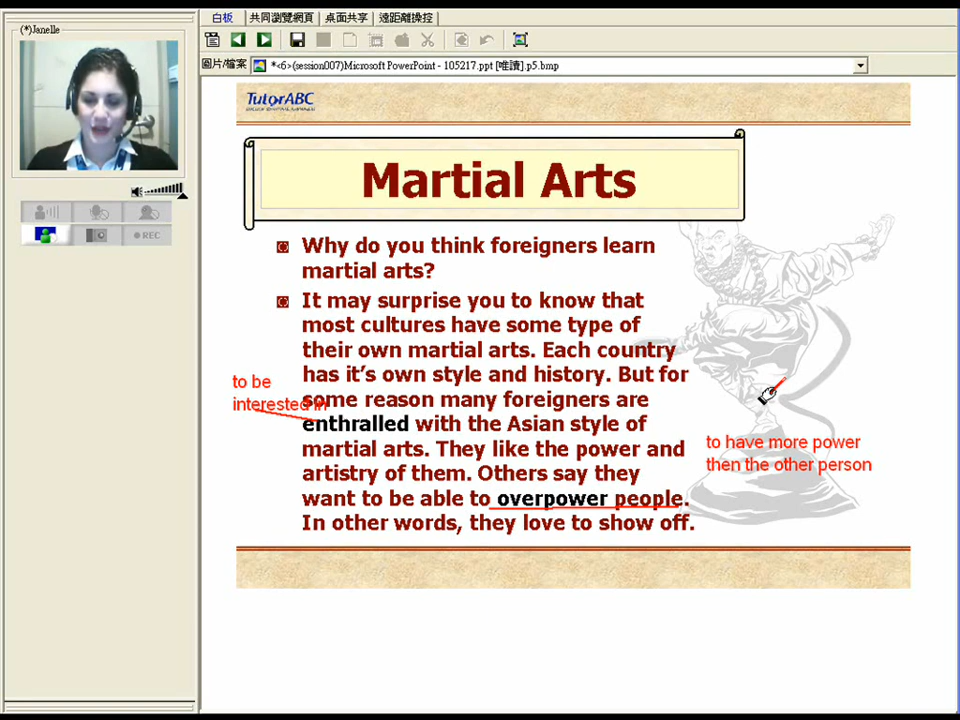 (*)Janelle
白板 共同瀏覽網頁 桌面共享 遠距離操控
圖片/檔案 *<6>(session007)Microsoft PowerPoint - 105217.ppt [唯讀].p5.bmp
REC
TutorABC
Martial Arts
Why do you think foreigners learn
martial arts?
It may surprise you to know that
most cultures have some type of
their own martial arts. Each country
has it's own style and history. But for
some reason many foreigners are
enthralled with the Asian style of
martial arts. They like the power and
artistry of them. Others say they
want to be able to overpower people.
In other words, they love to show off.
to be
interested in
to have more power
then the other person